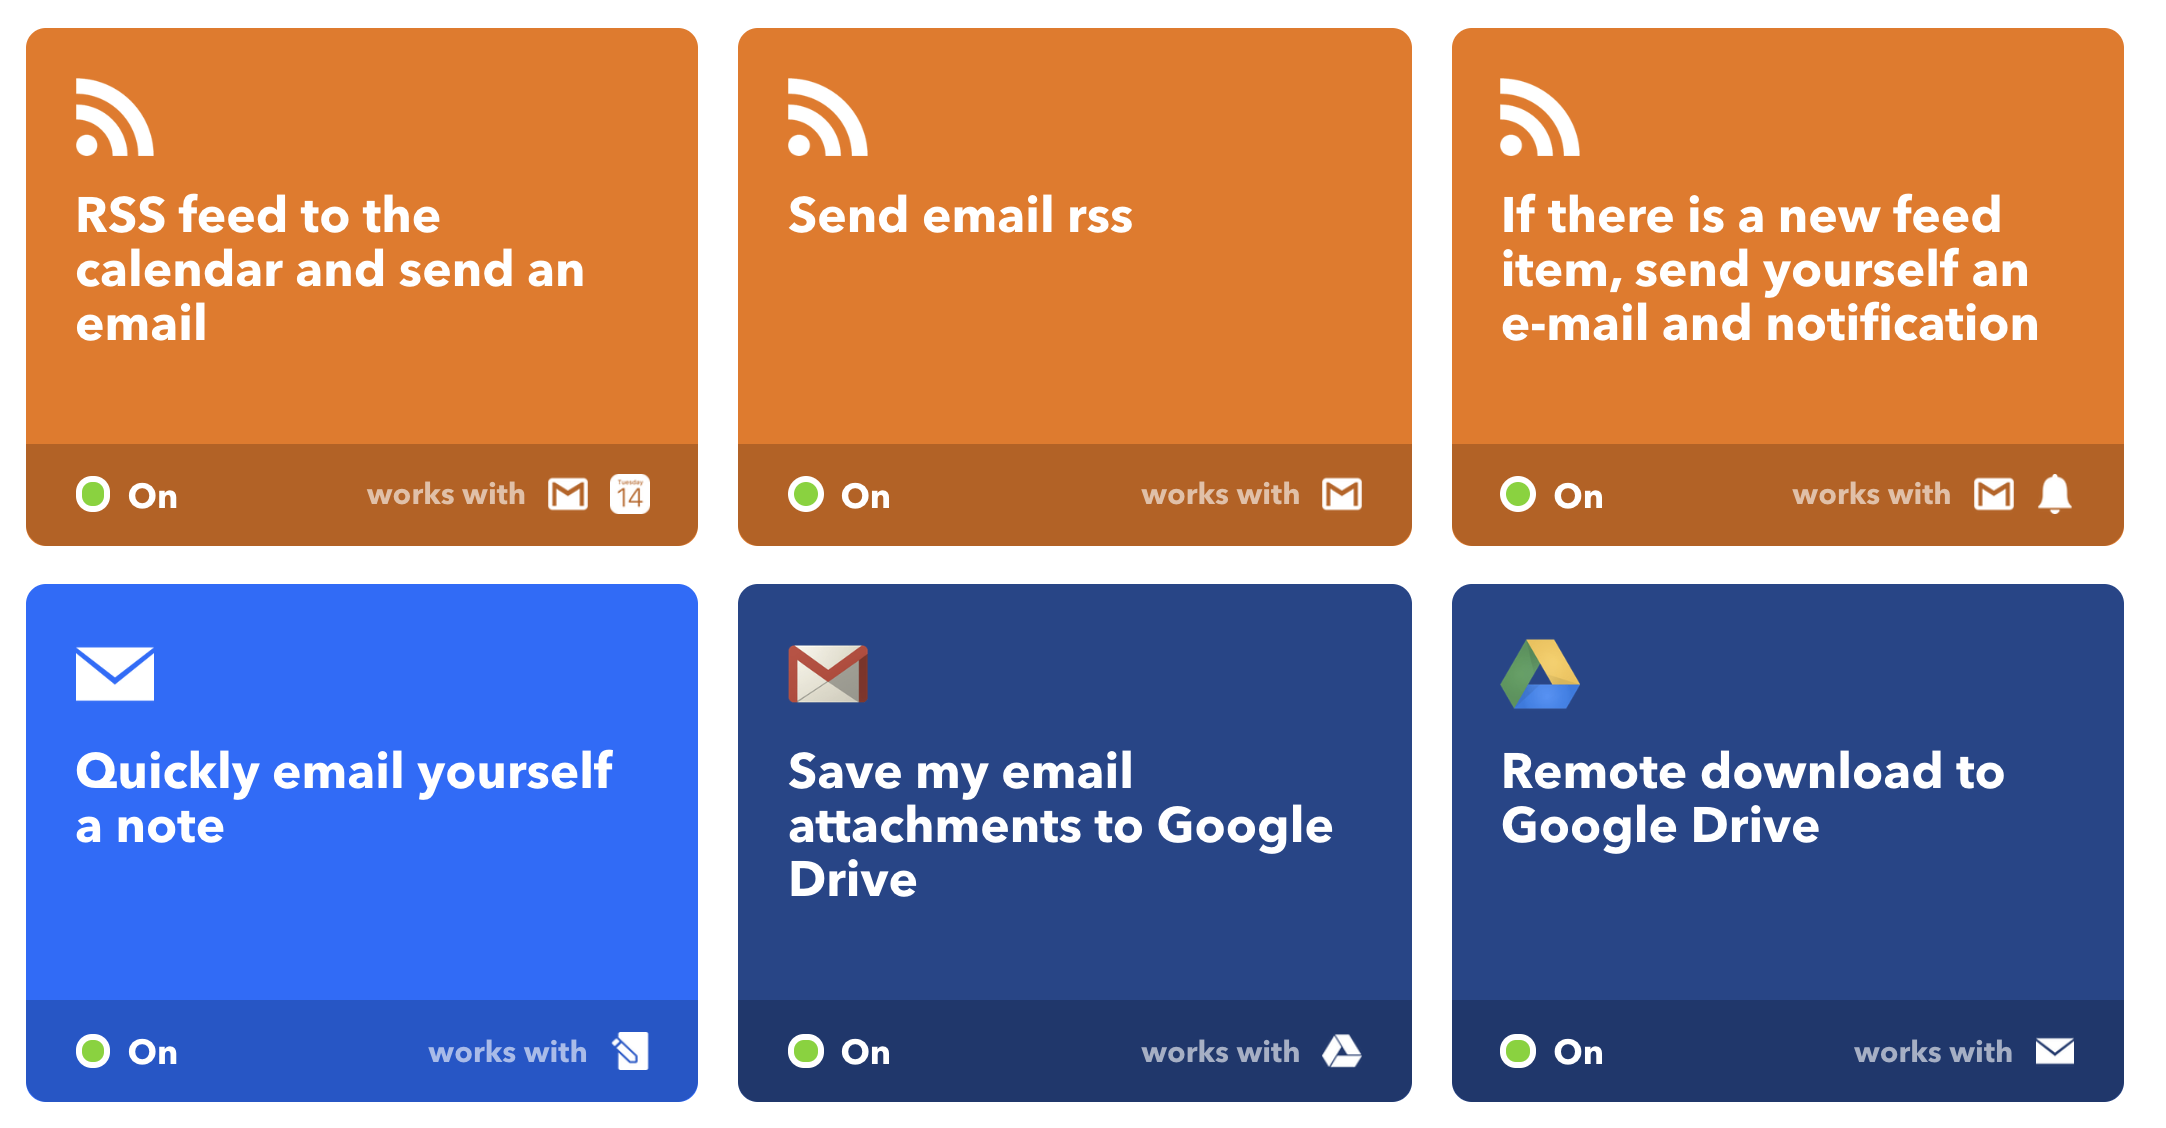 RSS feed to the
calendar and send an
email
On
works with
Tuesday
14
Send email rss
On
works with
If there is a new feed
item, send yourself an
e-mail and notification
On
works with
Quickly email yourself
a note
On
works with
Save my email
attachments to Google
Drive
On
works with
Remote download to
Google Drive
On
works with